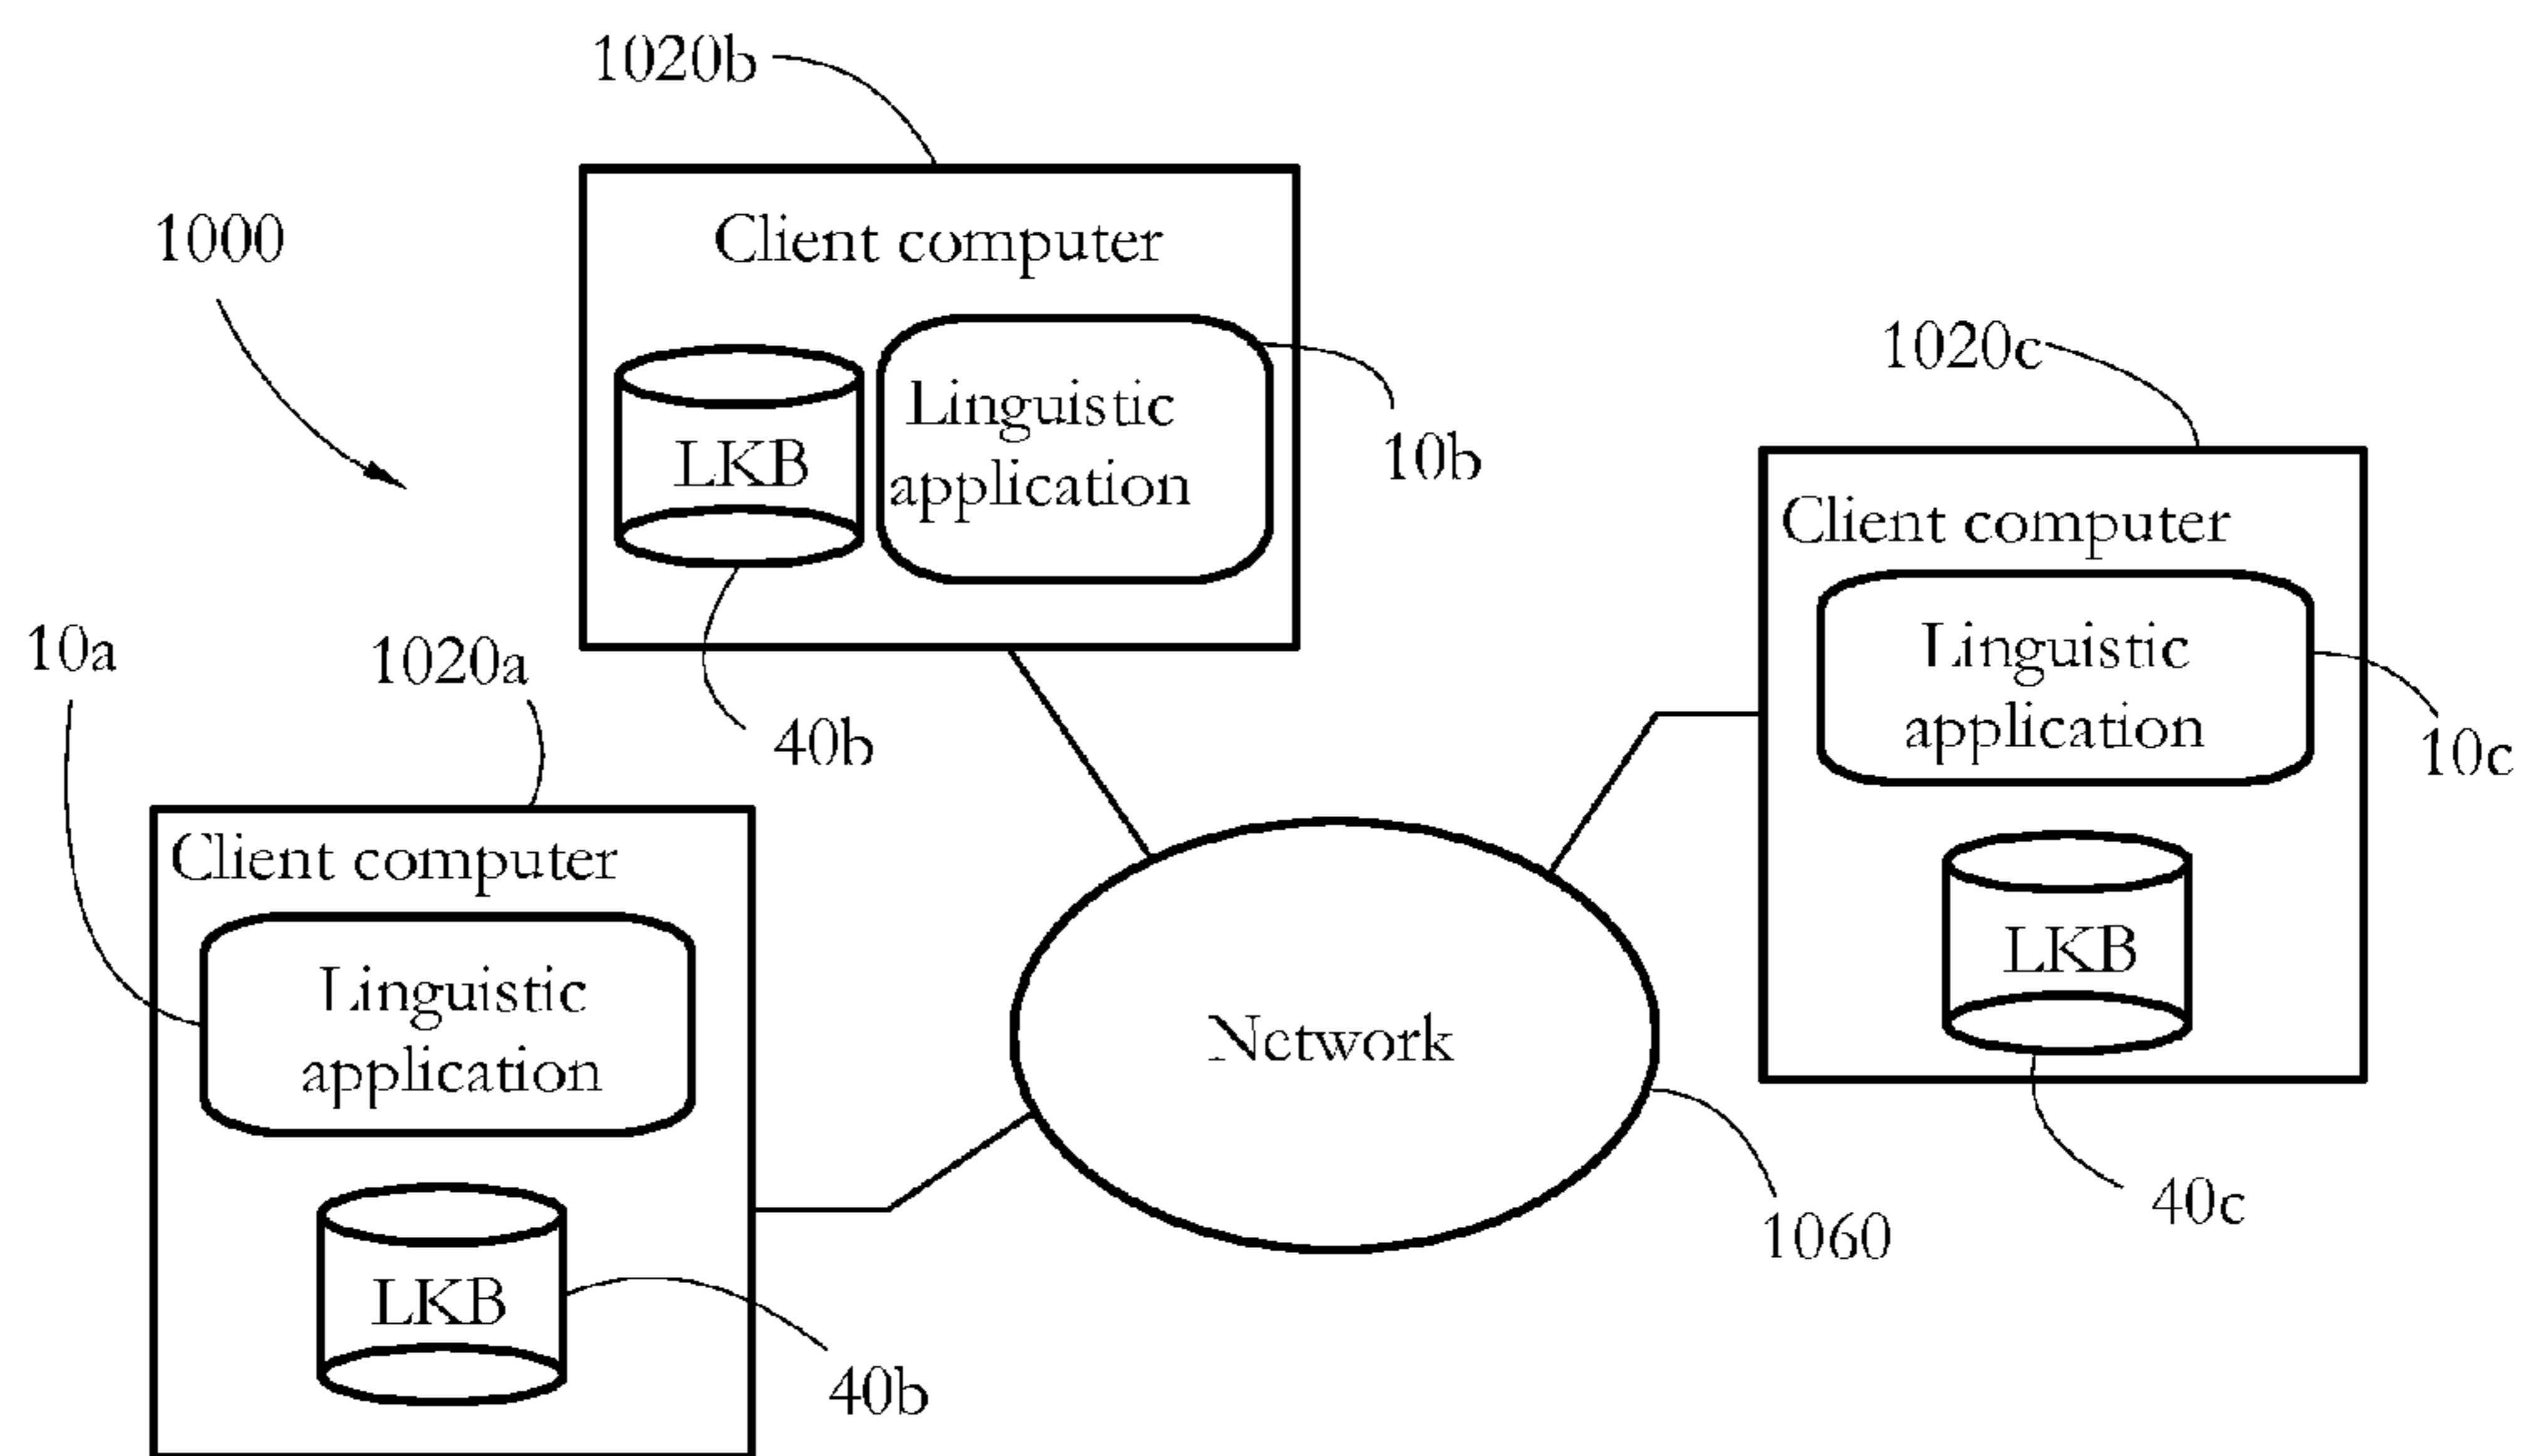 1020b
1000
Client computer
1020c
LKB
Linguistic
application
10b
Client computer
Linguistic
application
10c
10a
1020a
40b
Client computer
Linguistic
application
LKB
Network
40c
1060
LKB
40b